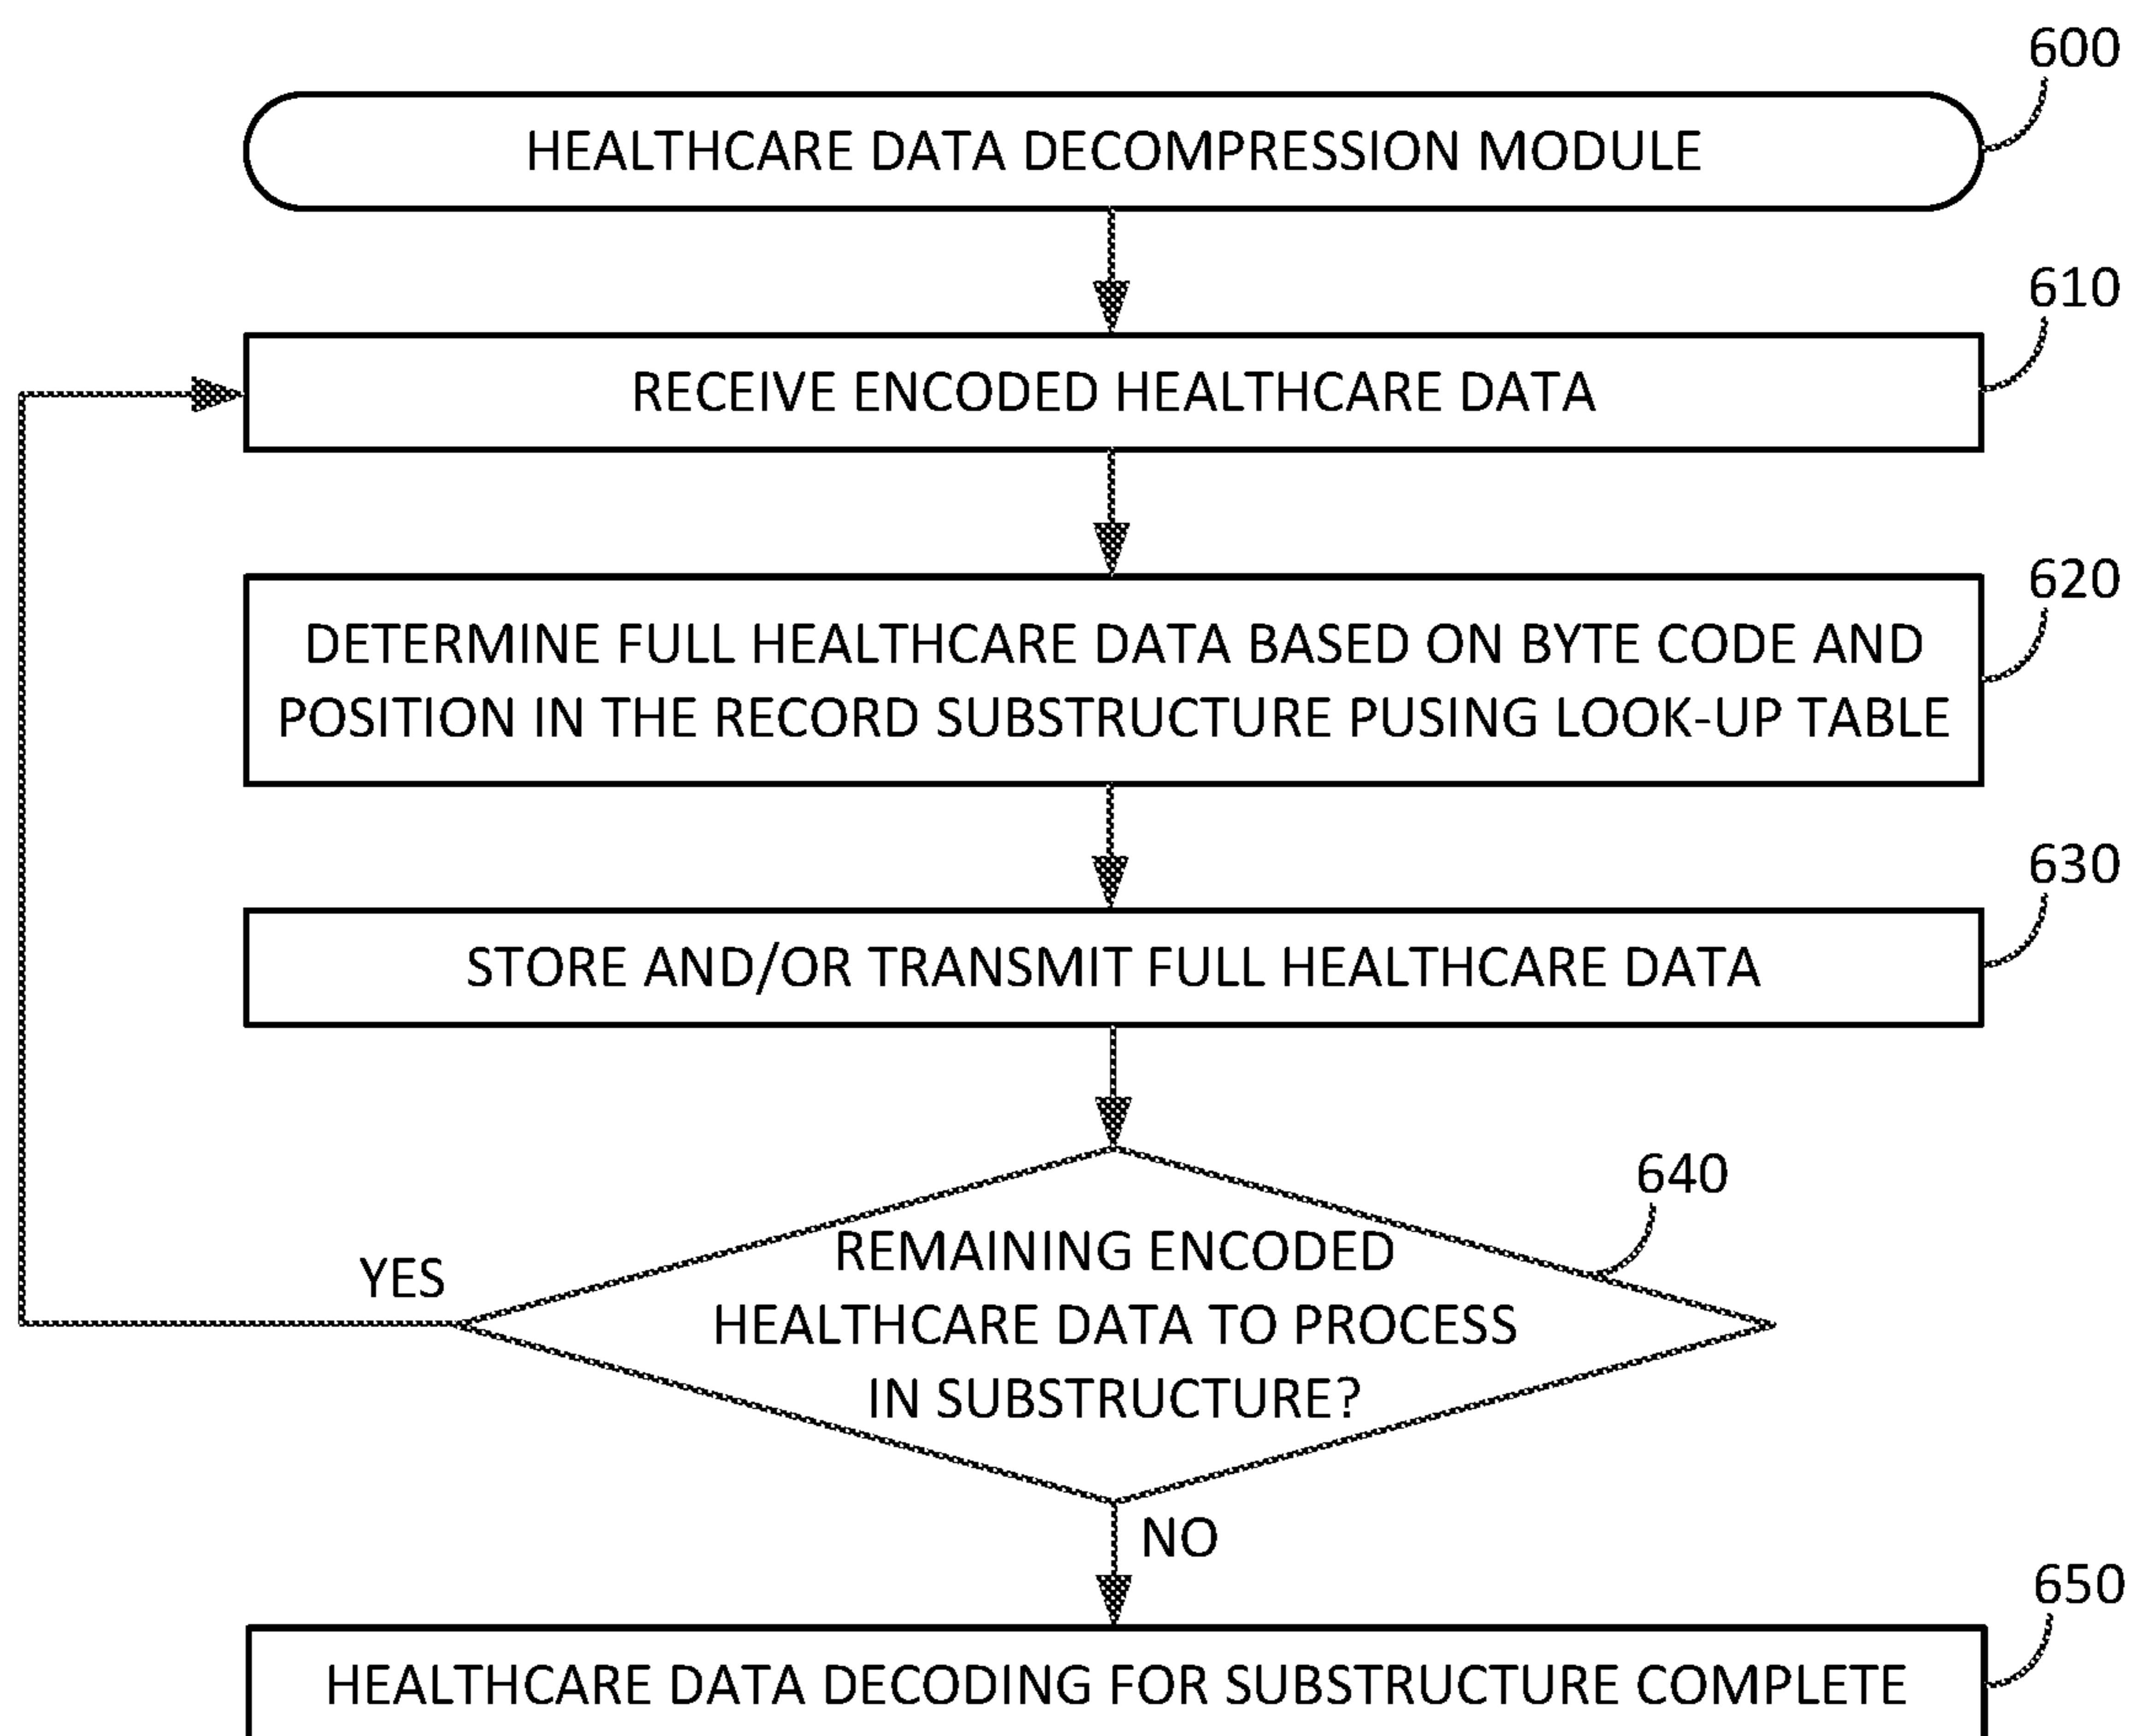 600
HEALTHCARE DATA DECOMPRESSION MODULE
610
RECEIVE ENCODED HEALTHCARE DATA
620
DETERMINE FULL HEALTHCARE DATA BASED ON BYTE CODE AND
POSITION IN THE RECORD SUBSTRUCTURE PUSING LOOK-UP TABLE
630
STORE AND/OR TRANSMIT FULL HEALTHCARE DATA
640
REMAINING ENCODED
YES
HEALTHCARE DATA TO PROCESS
IN SUBSTRUCTURE?
NO
650
HEALTHCARE DATA DECODING FOR SUBSTRUCTURE COMPLETE